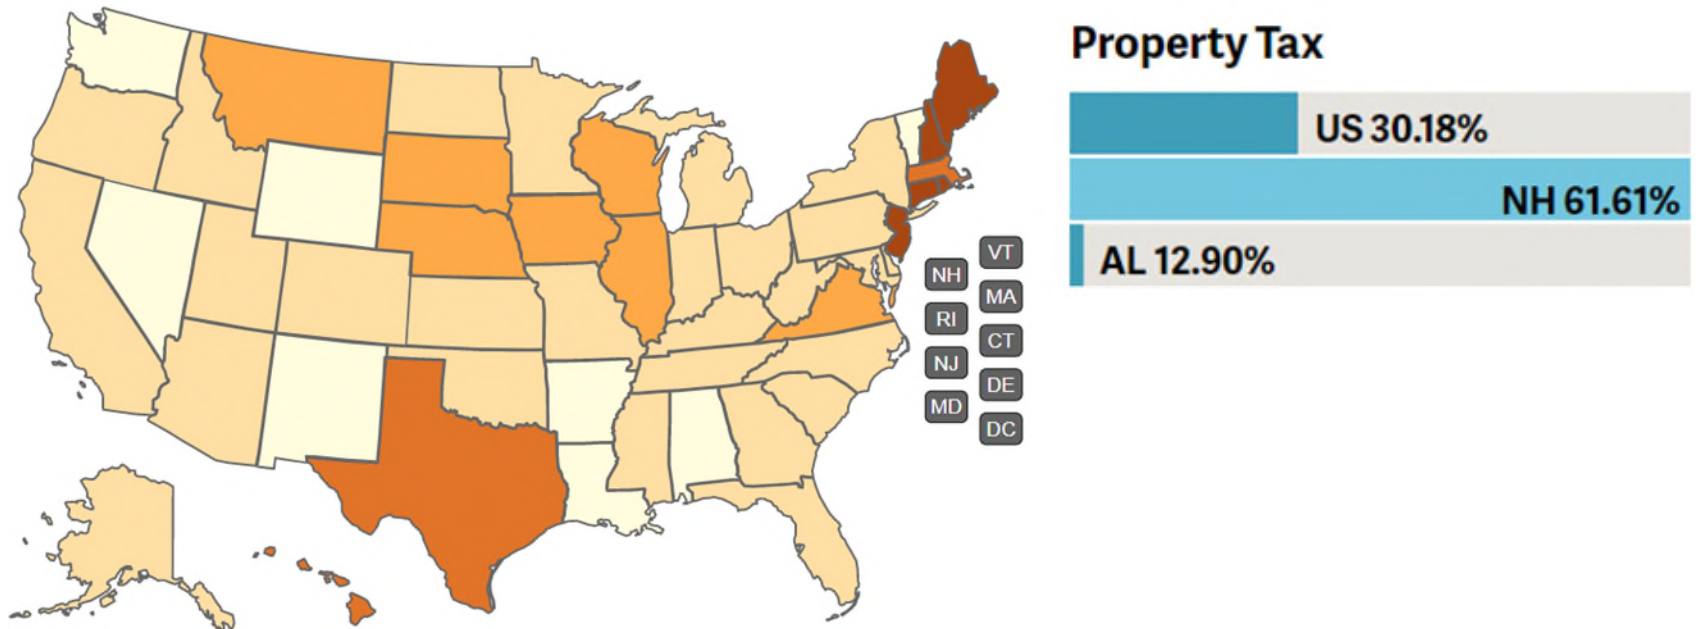 Property Tax
US 30.18%
NH 61.61%
AL 12.90%
VT
NH
MA
RI
CT
NJ
DE
MD
DC